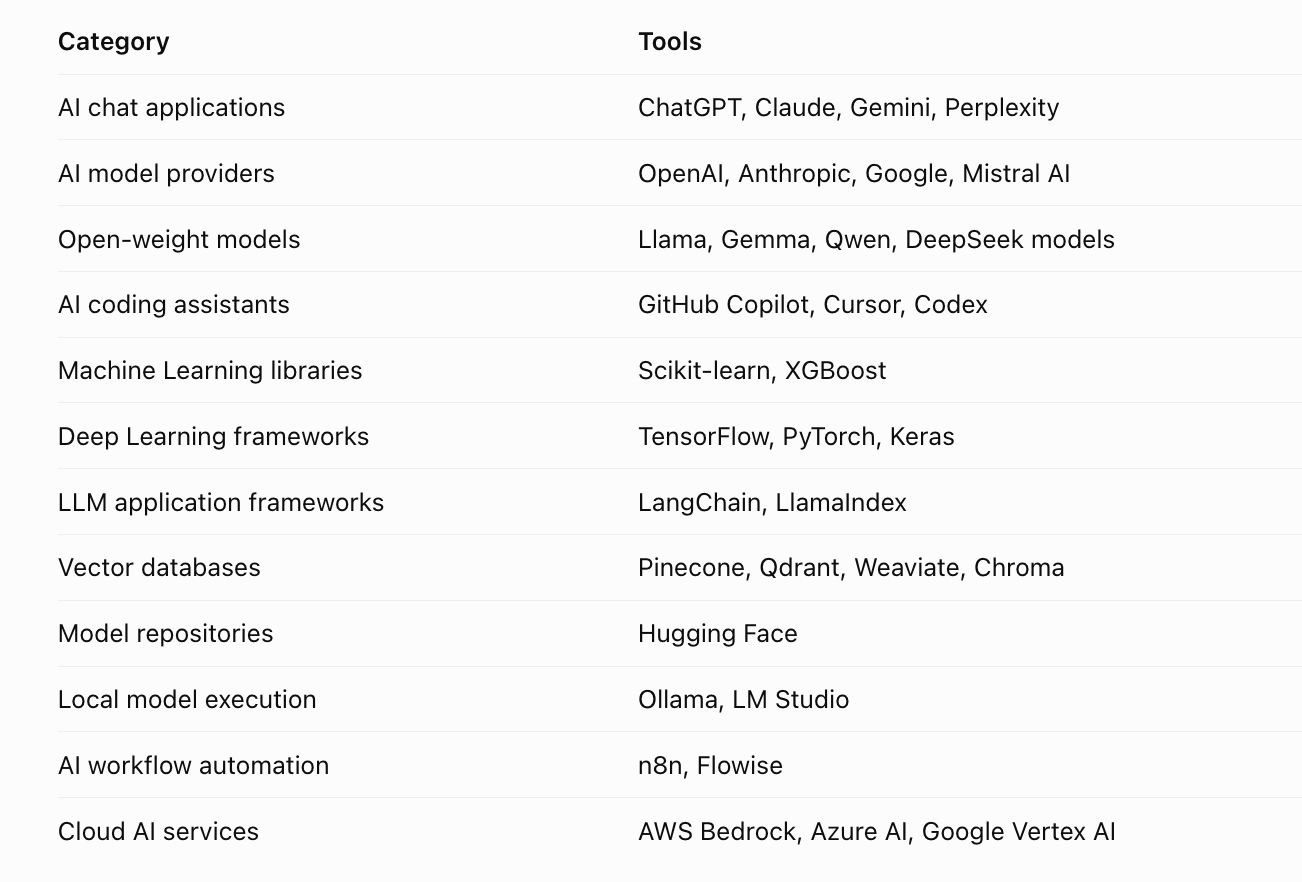 Category Tools
AI chat applications ChatGPT, Claude, Gemini, Perplexity
AI model providers OpenAI, Anthropic, Google, Mistral AI
Open-weight models Llama, Gemma, Qwen, DeepSeek models
AI coding assistants GitHub Copilot, Cursor, Codex
Machine Learning libraries Scikit-learn, XGBoost
Deep Learning frameworks TensorFlow, PyTorch, Keras
LLM application frameworks LangChain, LlamaIndex
Vector databases Pinecone, Qdrant, Weaviate, Chroma
Model repositories Hugging Face
Local model execution Ollama, LM Studio
AI workflow automation n8n, Flowise
Cloud AI services AWS Bedrock, Azure AI, Google Vertex AI